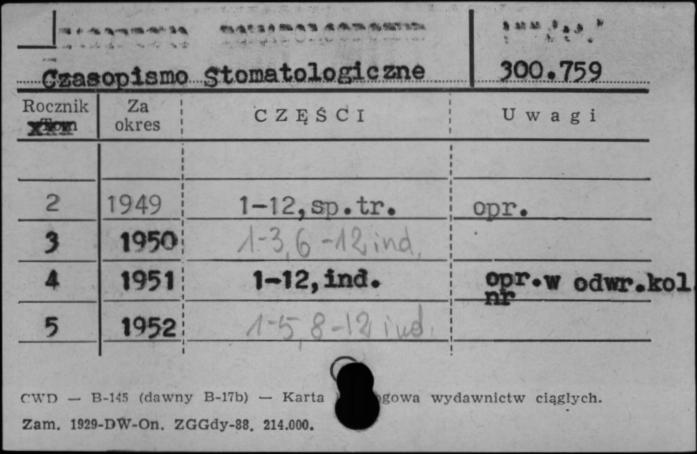 Czasopismo Stomatologiczne 300.759
Rocznik Za okres CZĘŚCI Uwagi
2 1949 1-12,sp.tr. opr.
3 1950 1-3,6-12 ind.
4 1951 1-12,ind. opr.w odwr.kol
nr
5 1952 1-5,8-12 ind.
CWD — B-145 (dawny B-17b) — Karta wydawnictw ciągłych.
Zam. 1929-DW-On. ZGGdy-88. 214.000.